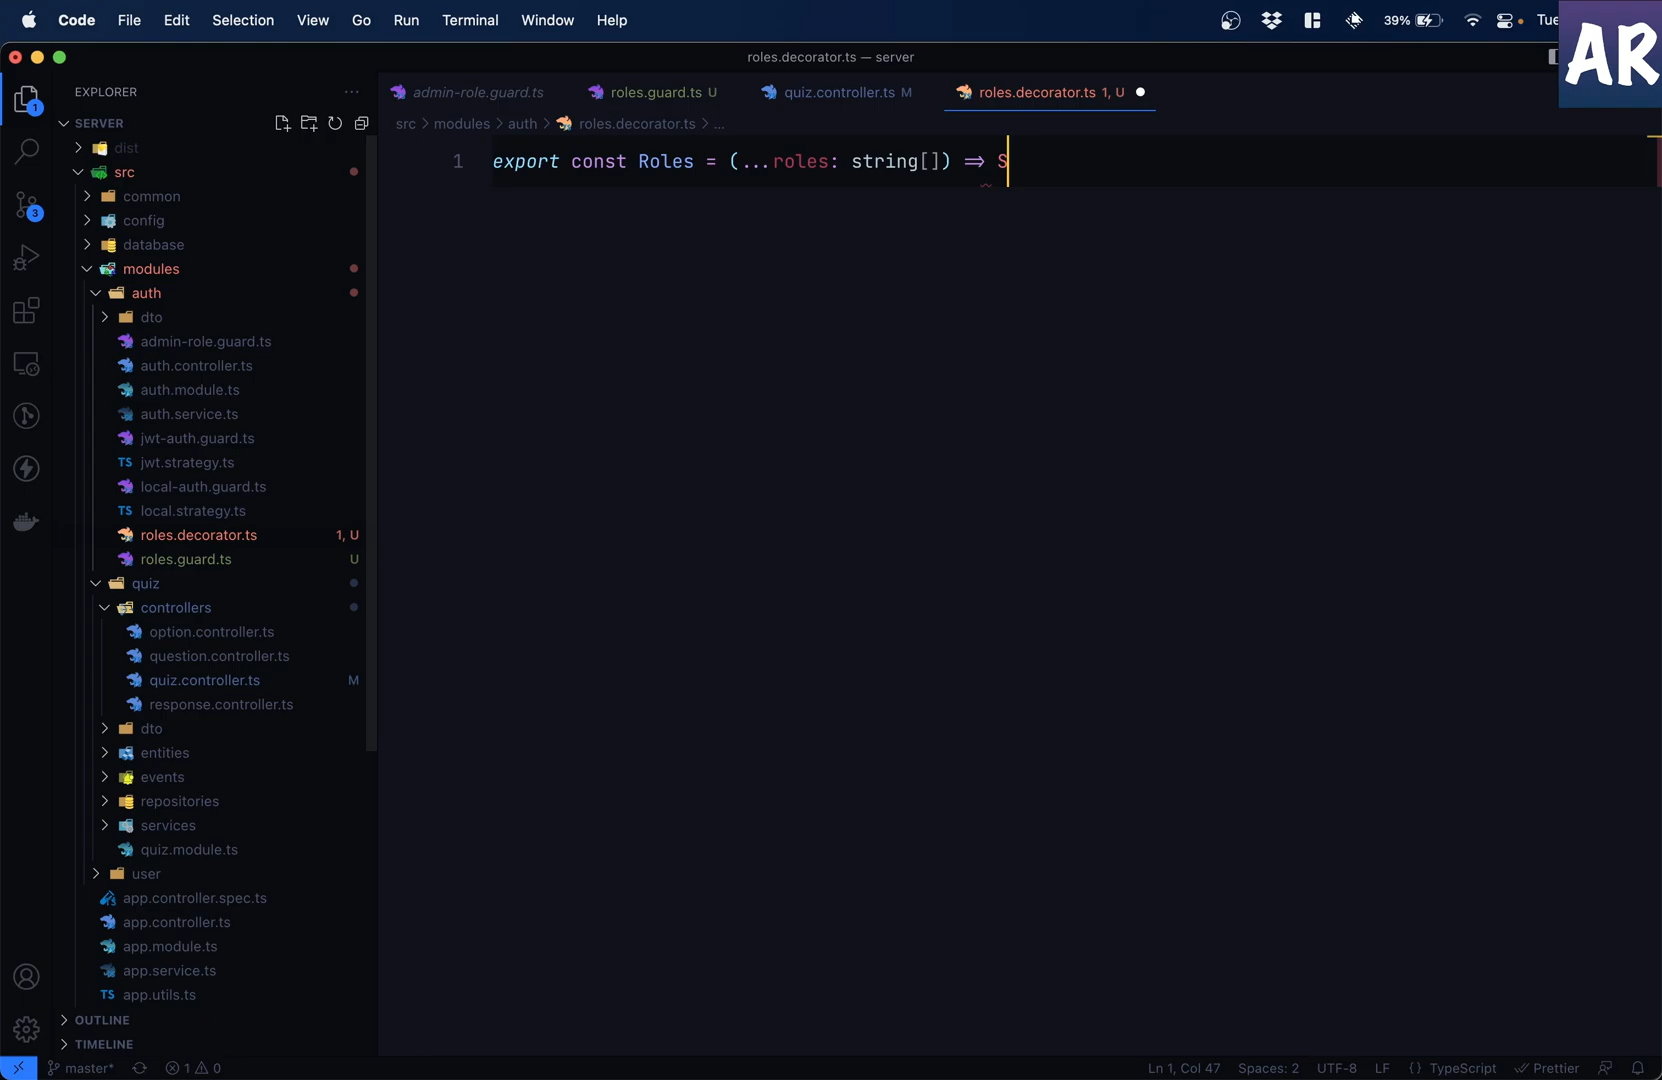 Code File Edit Selection View Go Run Terminal Window Help 39% Tue
AR
roles.decorator.ts — server
EXPLORER
admin-role.guard.ts roles.guard.ts U quiz.controller.ts M roles.decorator.ts 1, U
1
SERVER
src modules auth roles.decorator.ts ...
dist
1 export const Roles = (...roles: string[]) => S
src
common
3
config
database
modules
auth
dto
admin-role.guard.ts
auth.controller.ts
auth.module.ts
auth.service.ts
jwt-auth.guard.ts
TS jwt.strategy.ts
local-auth.guard.ts
TS local.strategy.ts
roles.decorator.ts 1, U
roles.guard.ts U
quiz
controllers
option.controller.ts
question.controller.ts
quiz.controller.ts M
response.controller.ts
dto
entities
events
repositories
services
quiz.module.ts
user
app.controller.spec.ts
app.controller.ts
app.module.ts
app.service.ts
TS app.utils.ts
OUTLINE
TIMELINE
master* 1 0 Ln 1, Col 47 Spaces: 2 UTF-8 LF {} TypeScript Prettier